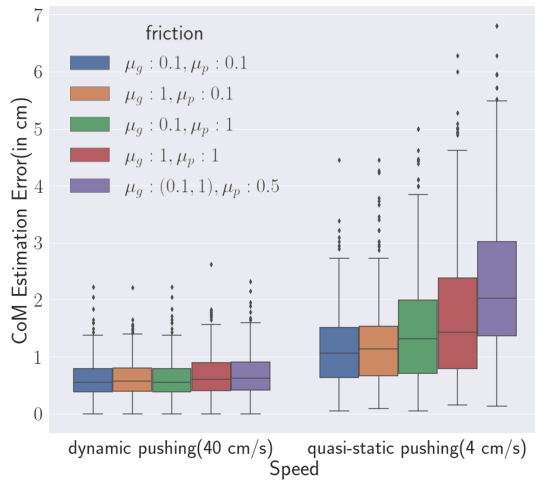 CoM Estimation Error(in cm)
7
6
5
4
3
2
1
0
friction
μg : 0.1, μp : 0.1
μg : 1, μp : 0.1
μg : 0.1, μp : 1
μg : 1, μp : 1
μg : (0.1, 1), μp : 0.5
dynamic pushing(40 cm/s) quasi-static pushing(4 cm/s)
Speed